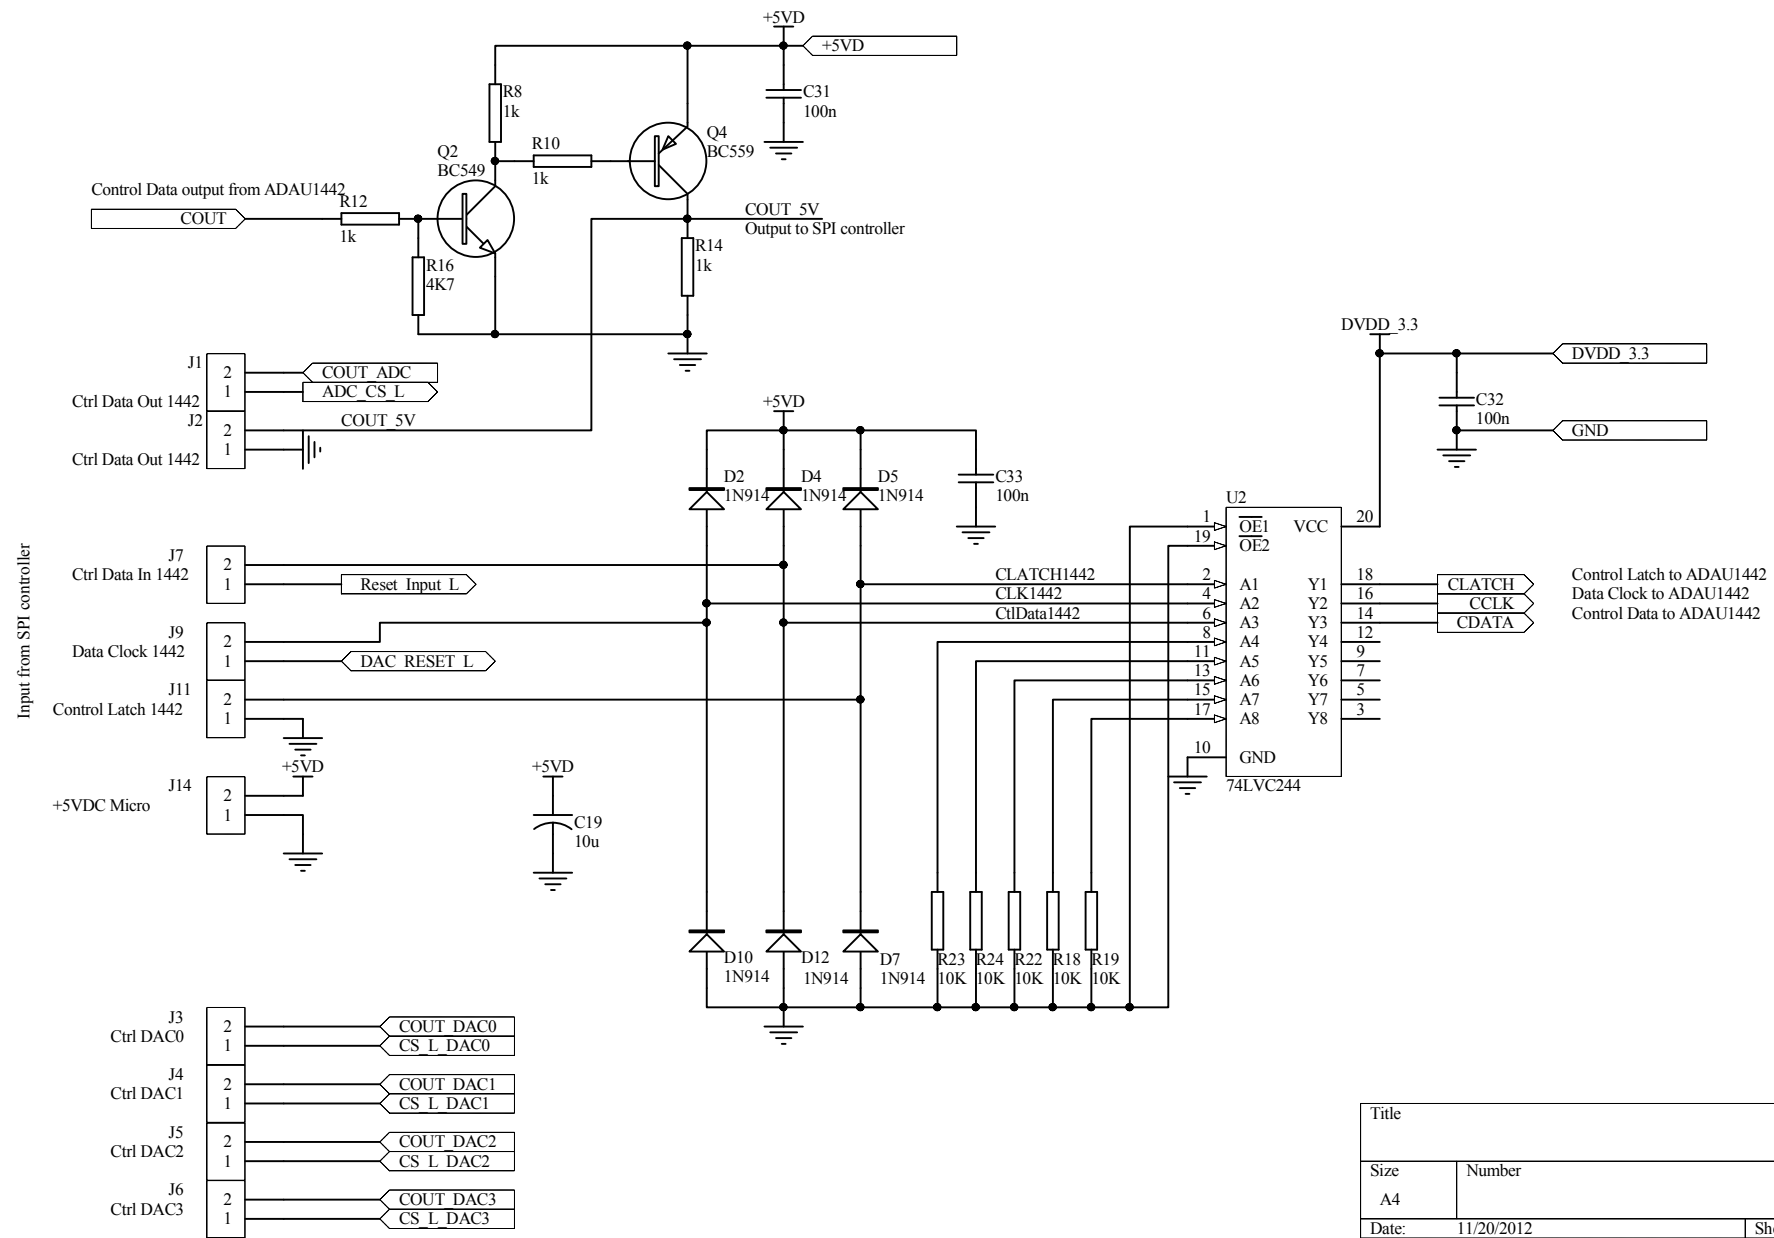 +5VD
+5VD
R8
1k
C31
100n
Q2
BC549
R10
1k
Q4
BC559
Control Data output from ADAU1442
COUT
R12
1k
COUT_5V
Output to SPI controller
R16
4K7
R14
1k
J1
2
1
COUT_ADC
ADC_CS_L
Ctrl Data Out 1442
J2
2
1
COUT_5V
Ctrl Data Out 1442
DVDD_3.3
DVDD_3.3
C32
100n
GND
+5VD
D2
1N914
D4
1N914
D5
1N914
C33
100n
Input from SPI controller
J7
Ctrl Data In 1442
2
1
Reset_Input_L
J9
Data Clock 1442
2
1
DAC_RESET_L
J11
Control Latch 1442
2
1
CLATCH1442
CLK1442
CtlData1442
U2
1 OE1 VCC 20
19 OE2
2 A1 Y1 18
4 A2 Y2 16
6 A3 Y3 14
8 A4 Y4 12
11 A5 Y5 9
13 A6 Y6 7
15 A7 Y7 5
17 A8 Y8 3
10 GND
74LVC244
CLATCH
CCLK
CDATA
Control Latch to ADAU1442
Data Clock to ADAU1442
Control Data to ADAU1442
J14
+5VDC Micro
2
1
+5VD
+5VD
C19
10u
D10
1N914
D12
1N914
D7
1N914
R23
10K
R24
10K
R22
10K
R18
10K
R19
10K
J3
Ctrl DAC0
2
1
COUT_DAC0
CS_L_DAC0
J4
Ctrl DAC1
2
1
COUT_DAC1
CS_L_DAC1
J5
Ctrl DAC2
2
1
COUT_DAC2
CS_L_DAC2
J6
Ctrl DAC3
2
1
COUT_DAC3
CS_L_DAC3
Title
Size
A4
Number
Date: 11/20/2012